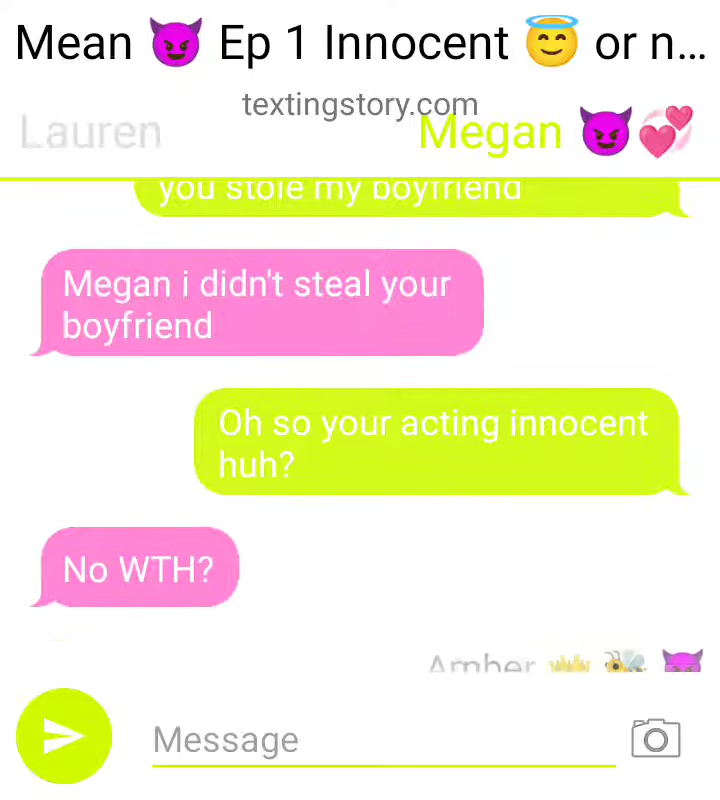 Mean 😈 Ep 1 Innocent 😇 or n...
textingstory.com
Lauren
Megan 😈💞
you stole my boyfriend
Megan i didn't steal your
boyfriend
Oh so your acting innocent
huh?
No WTH?
Amber 👑 🐝 😈
Message